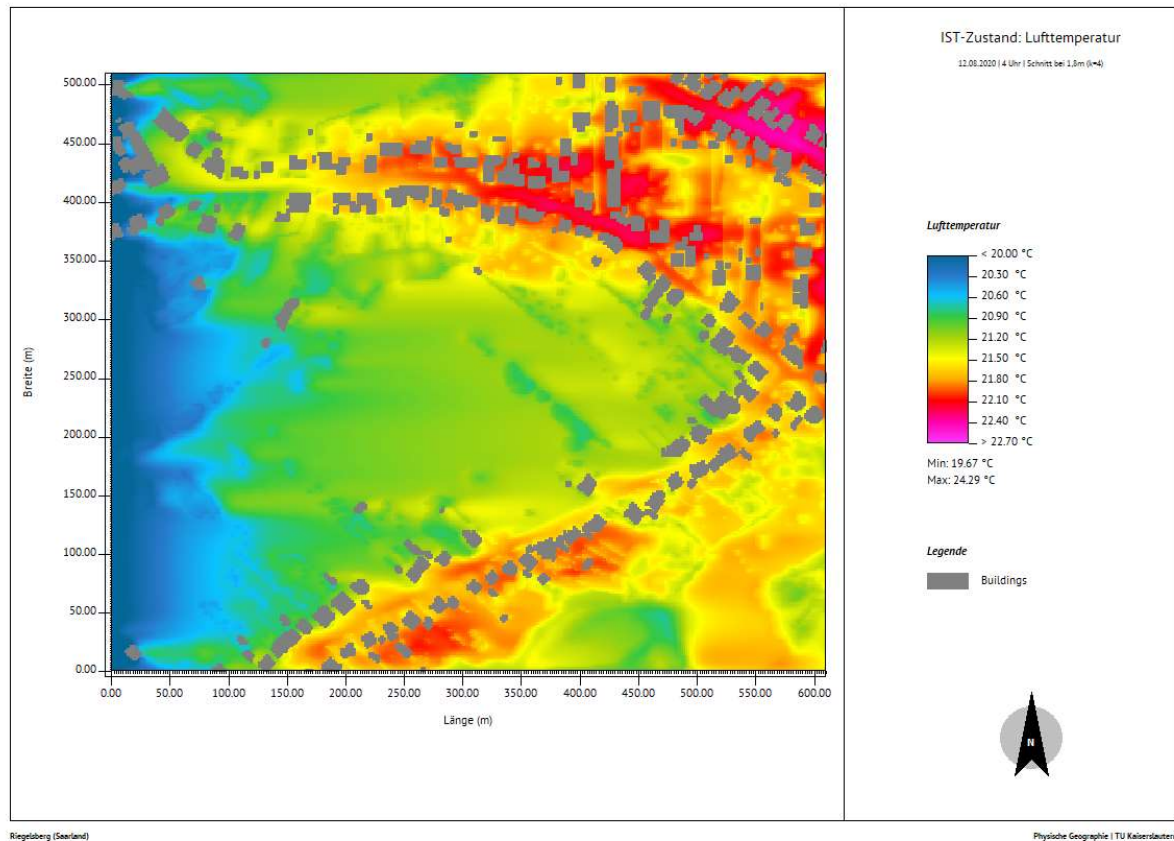 IST-Zustand: Lufttemperatur
12.08.2020 | 4 Uhr | Schnitt bei 1,8m (k=4)
500.00
450.00
400.00
350.00
300.00
250.00
200.00
150.00
100.00
50.00
0.00
Breite (m)
0.00 50.00 100.00 150.00 200.00 250.00 300.00 350.00 400.00 450.00 500.00 550.00 600.00
Länge (m)
Lufttemperatur
< 20.00 °C
20.30 °C
20.60 °C
20.90 °C
21.20 °C
21.50 °C
21.80 °C
22.10 °C
22.40 °C
> 22.70 °C
Min: 19.67 °C
Max: 24.29 °C
Legende
Buildings
N
Riegelsberg (Saarland)
Physische Geographie | TU Kaiserslautern